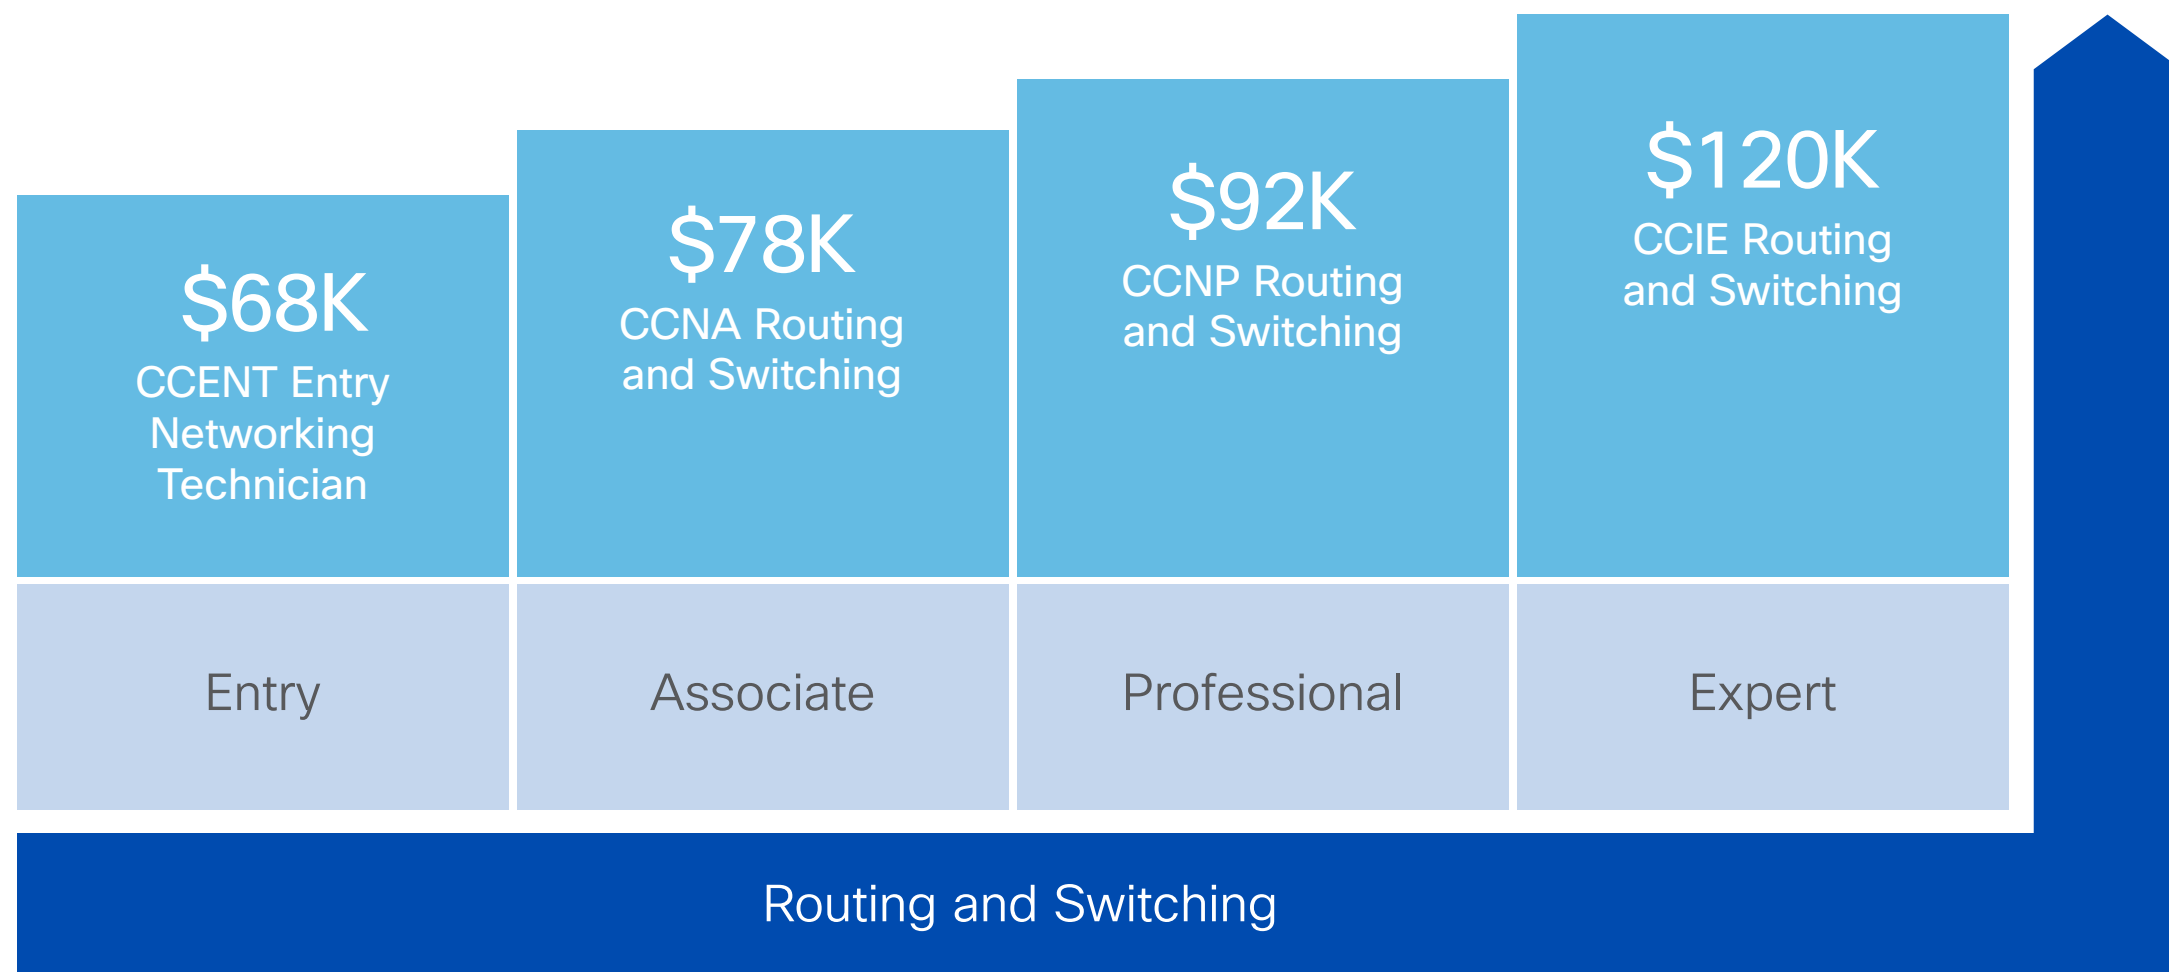 $68K
CCENT Entry
Networking
Technician
$78K
CCNA Routing
and Switching
$92K
CCNP Routing
and Switching
$120K
CCIE Routing
and Switching
Entry
Associate
Professional
Expert
Routing and Switching